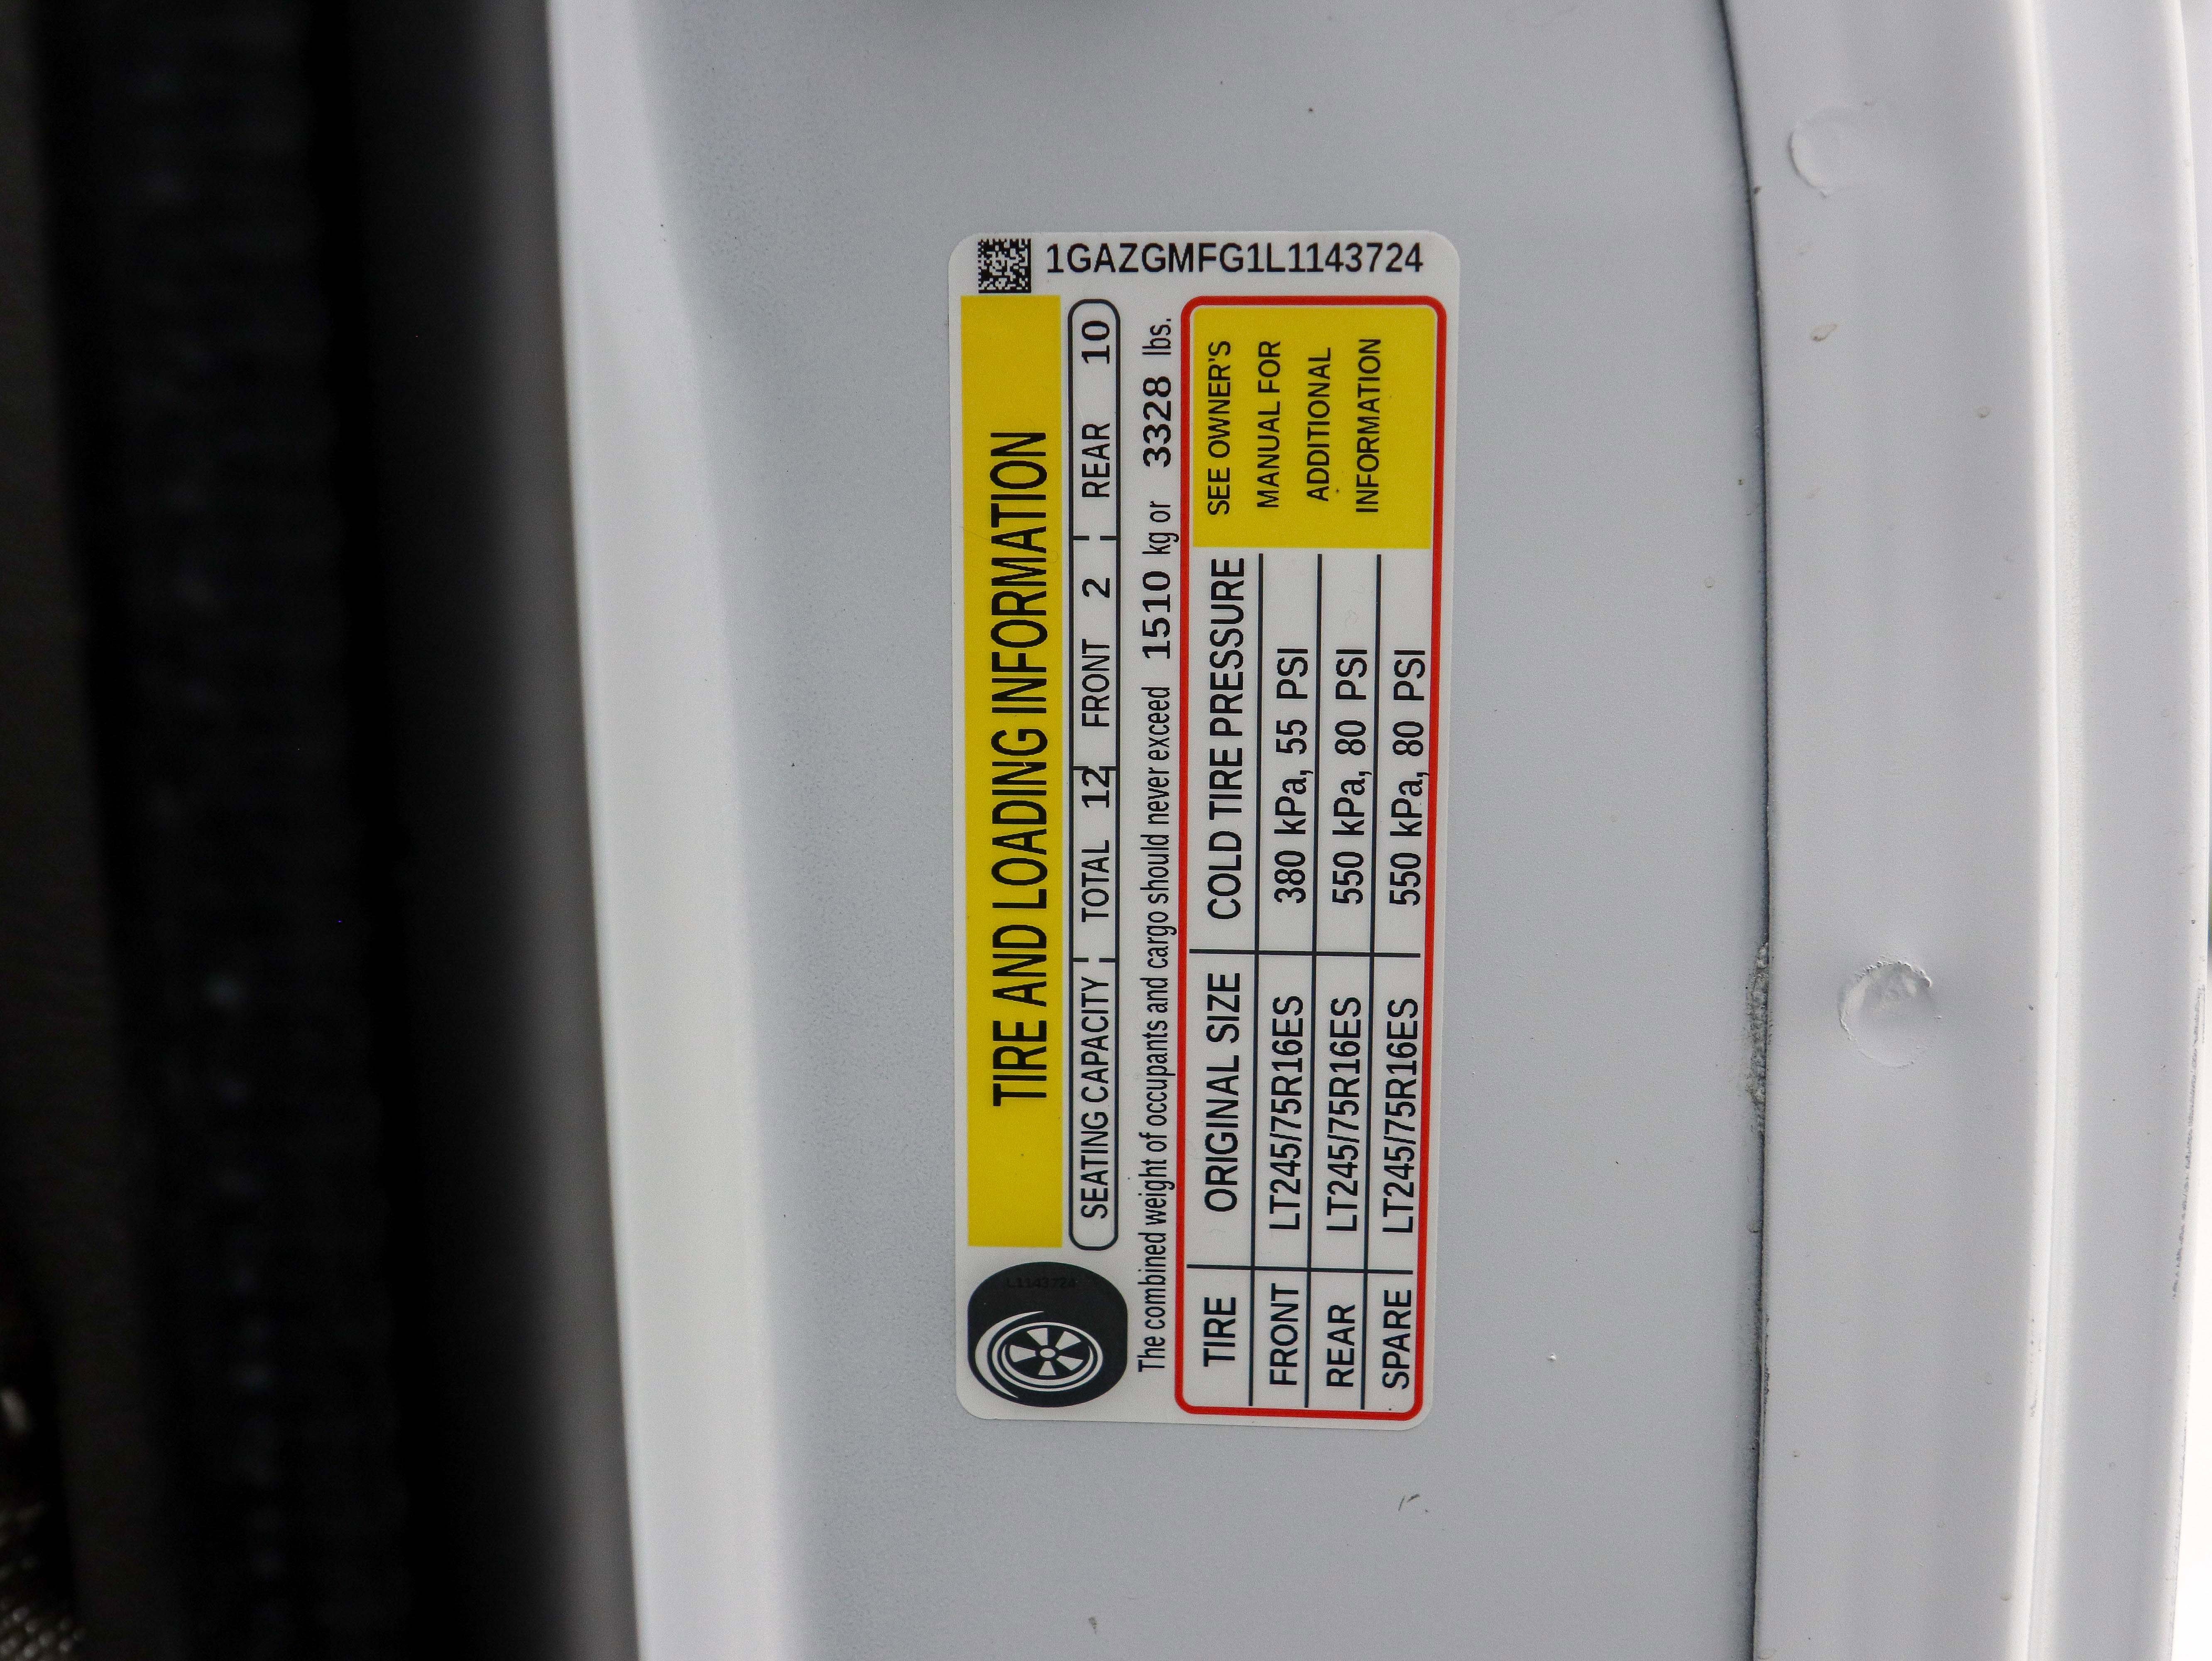 1GAZGMFG1L1143724
TIRE AND LOADING INFORMATION
SEATING CAPACITY TOTAL 12 FRONT 2 REAR 10
The combined weight of occupants and cargo should never exceed 1510 kg or 3328 lbs.
TIRE ORIGINAL SIZE COLD TIRE PRESSURE
FRONT LT245/75R16ES 380 kPa, 55 PSI
REAR LT245/75R16ES 550 kPa, 80 PSI
SPARE LT245/75R16ES 550 kPa, 80 PSI
SEE OWNER'S
MANUAL FOR
ADDITIONAL
INFORMATION
L1143724